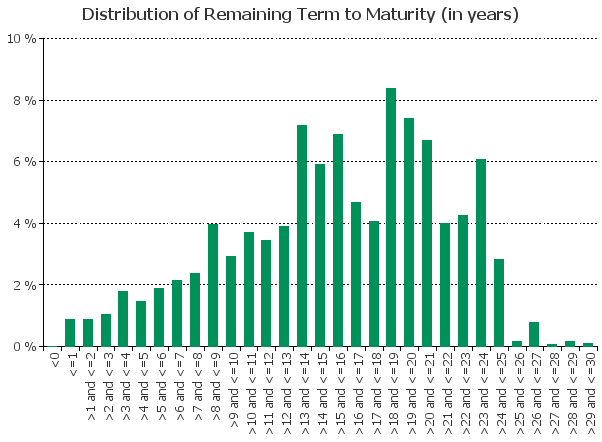 Distribution of Remaining Term to Maturity (in years)
10 %
8 %
6 %
4 %
2 %
0 %
<0
<=1
>1 and <=2
>2 and <=3
>3 and <=4
>4 and <=5
>5 and <=6
>6 and <=7
>7 and <=8
>8 and <=9
>9 and <=10
>10 and <=11
>11 and <=12
>12 and <=13
>13 and <=14
>14 and <=15
>15 and <=16
>16 and <=17
>17 and <=18
>18 and <=19
>19 and <=20
>20 and <=21
>21 and <=22
>22 and <=23
>23 and <=24
>24 and <=25
>25 and <=26
>26 and <=27
>27 and <=28
>28 and <=29
>29 and <=30